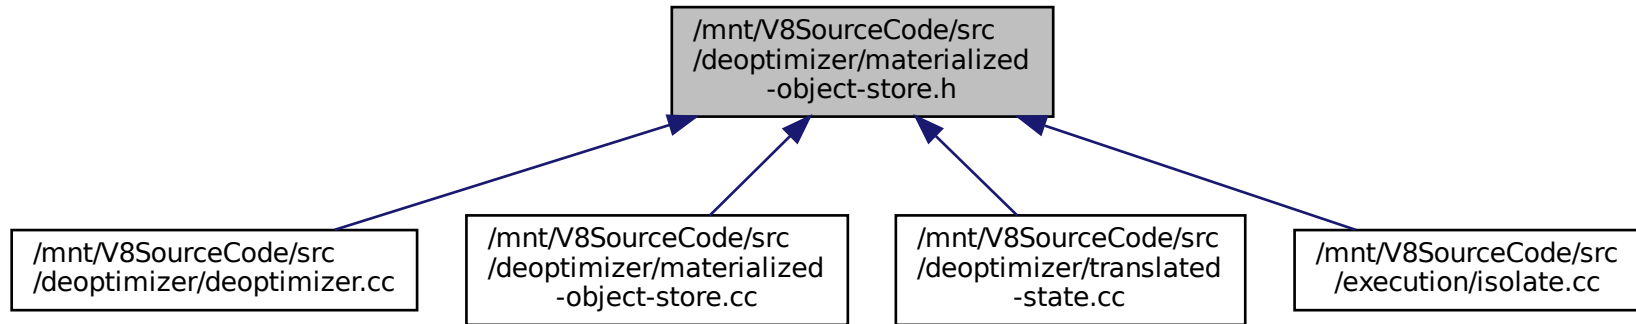 /mnt/V8SourceCode/src
/deoptimizer/materialized
-object-store.h
/mnt/V8SourceCode/src
/deoptimizer/deoptimizer.cc
/mnt/V8SourceCode/src
/deoptimizer/materialized
-object-store.cc
/mnt/V8SourceCode/src
/deoptimizer/translated
-state.cc
/mnt/V8SourceCode/src
/execution/isolate.cc